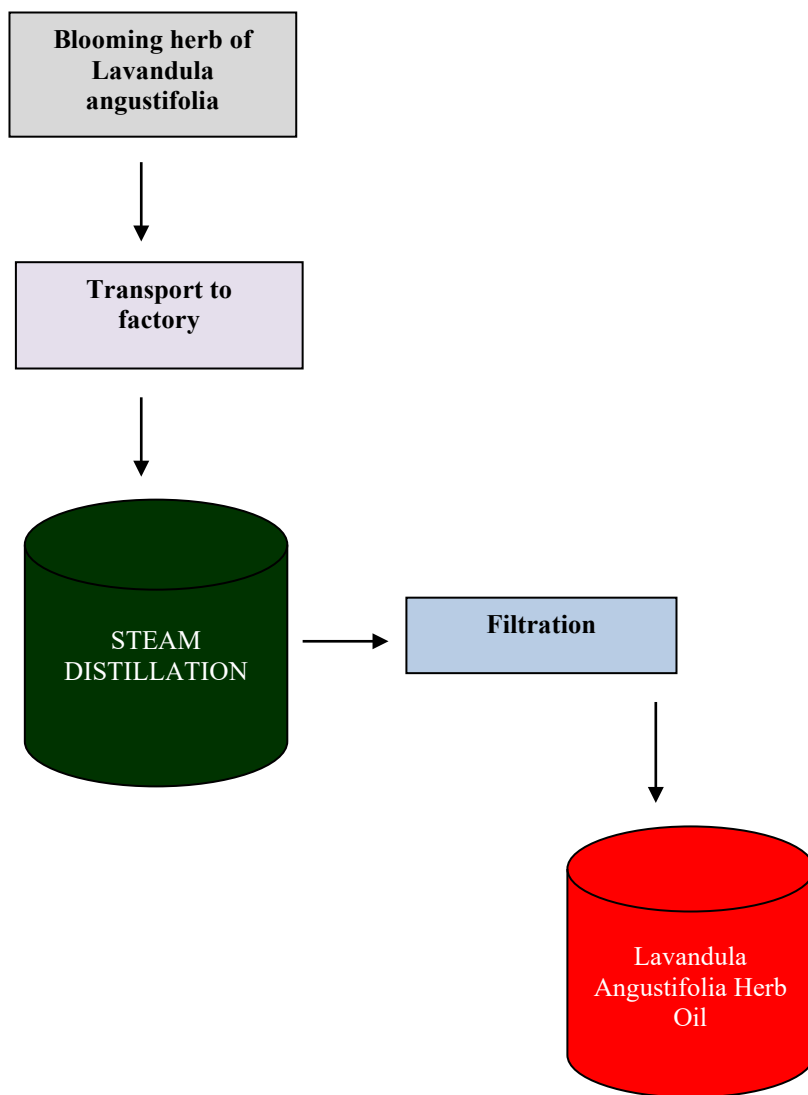 Blooming herb of
Lavandula
angustifolia
Transport to
factory
STEAM
DISTILLATION
Filtration
Lavandula
Angustifolia Herb
Oil